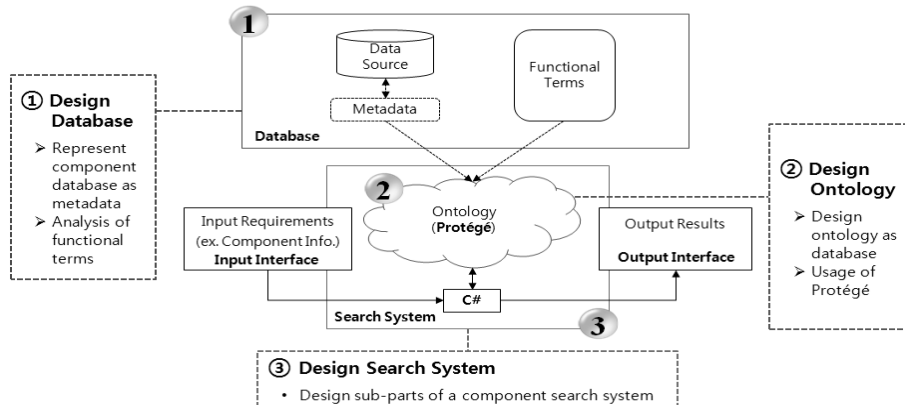 1
Data
Source
Metadata
Functional
Terms
Database
① Design
Database
➢ Represent
component
database as
metadata
➢ Analysis of
functional
terms
2
Ontology
(Protégé)
Input Requirements
(ex. Component Info.)
Input Interface
Output Results
Output Interface
C#
Search System
3
② Design
Ontology
➢ Design
ontology as
database
➢ Usage of
Protégé
③ Design Search System
• Design sub-parts of a component search system